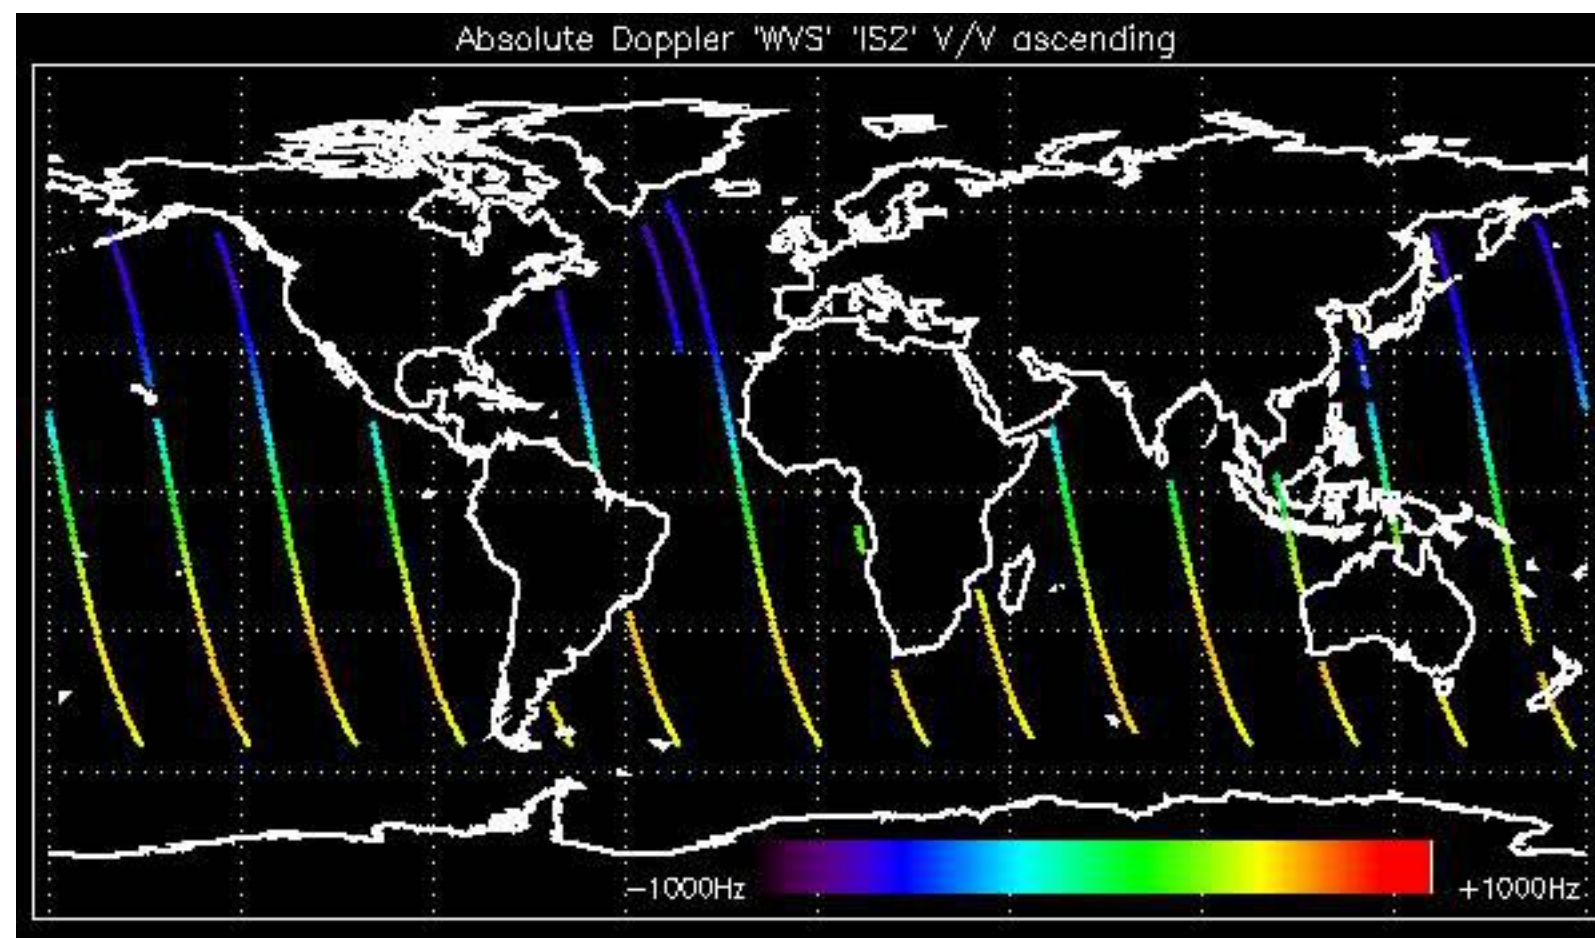 Absolute Doppler 'WVS' 'IS2' V/V ascending
−1000Hz +1000Hz